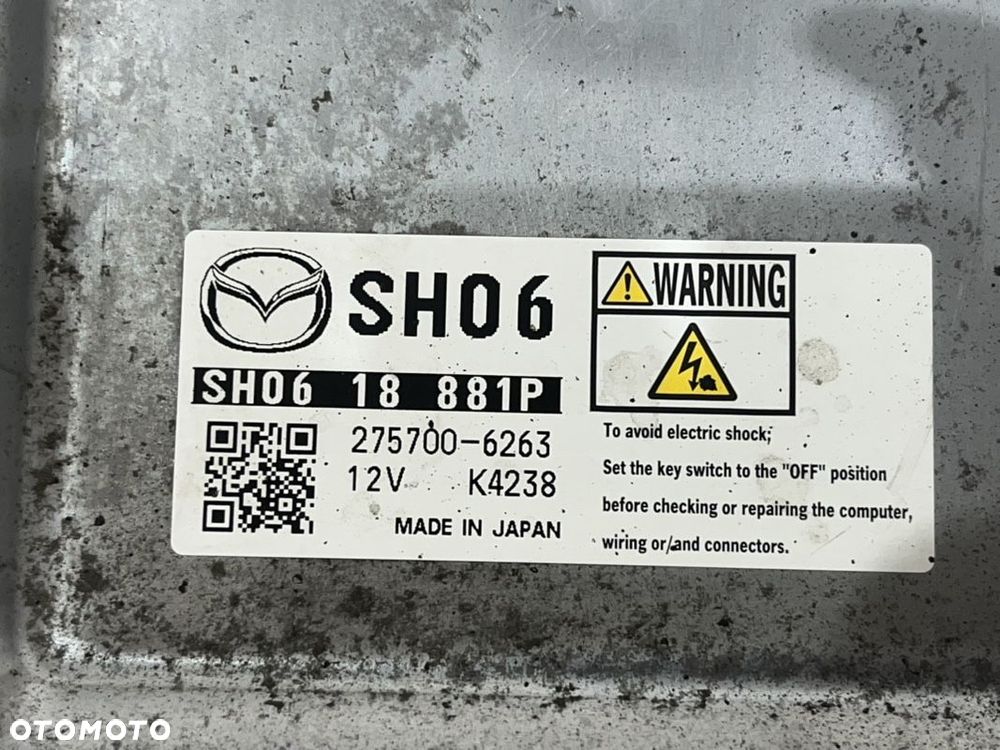 SH06
SH06 18 881P
275700-6263
12V K4238
MADE IN JAPAN
WARNING
To avoid electric shock;
Set the key switch to the "OFF" position
before checking or repairing the computer,
wiring or/and connectors.
OTOMOTO